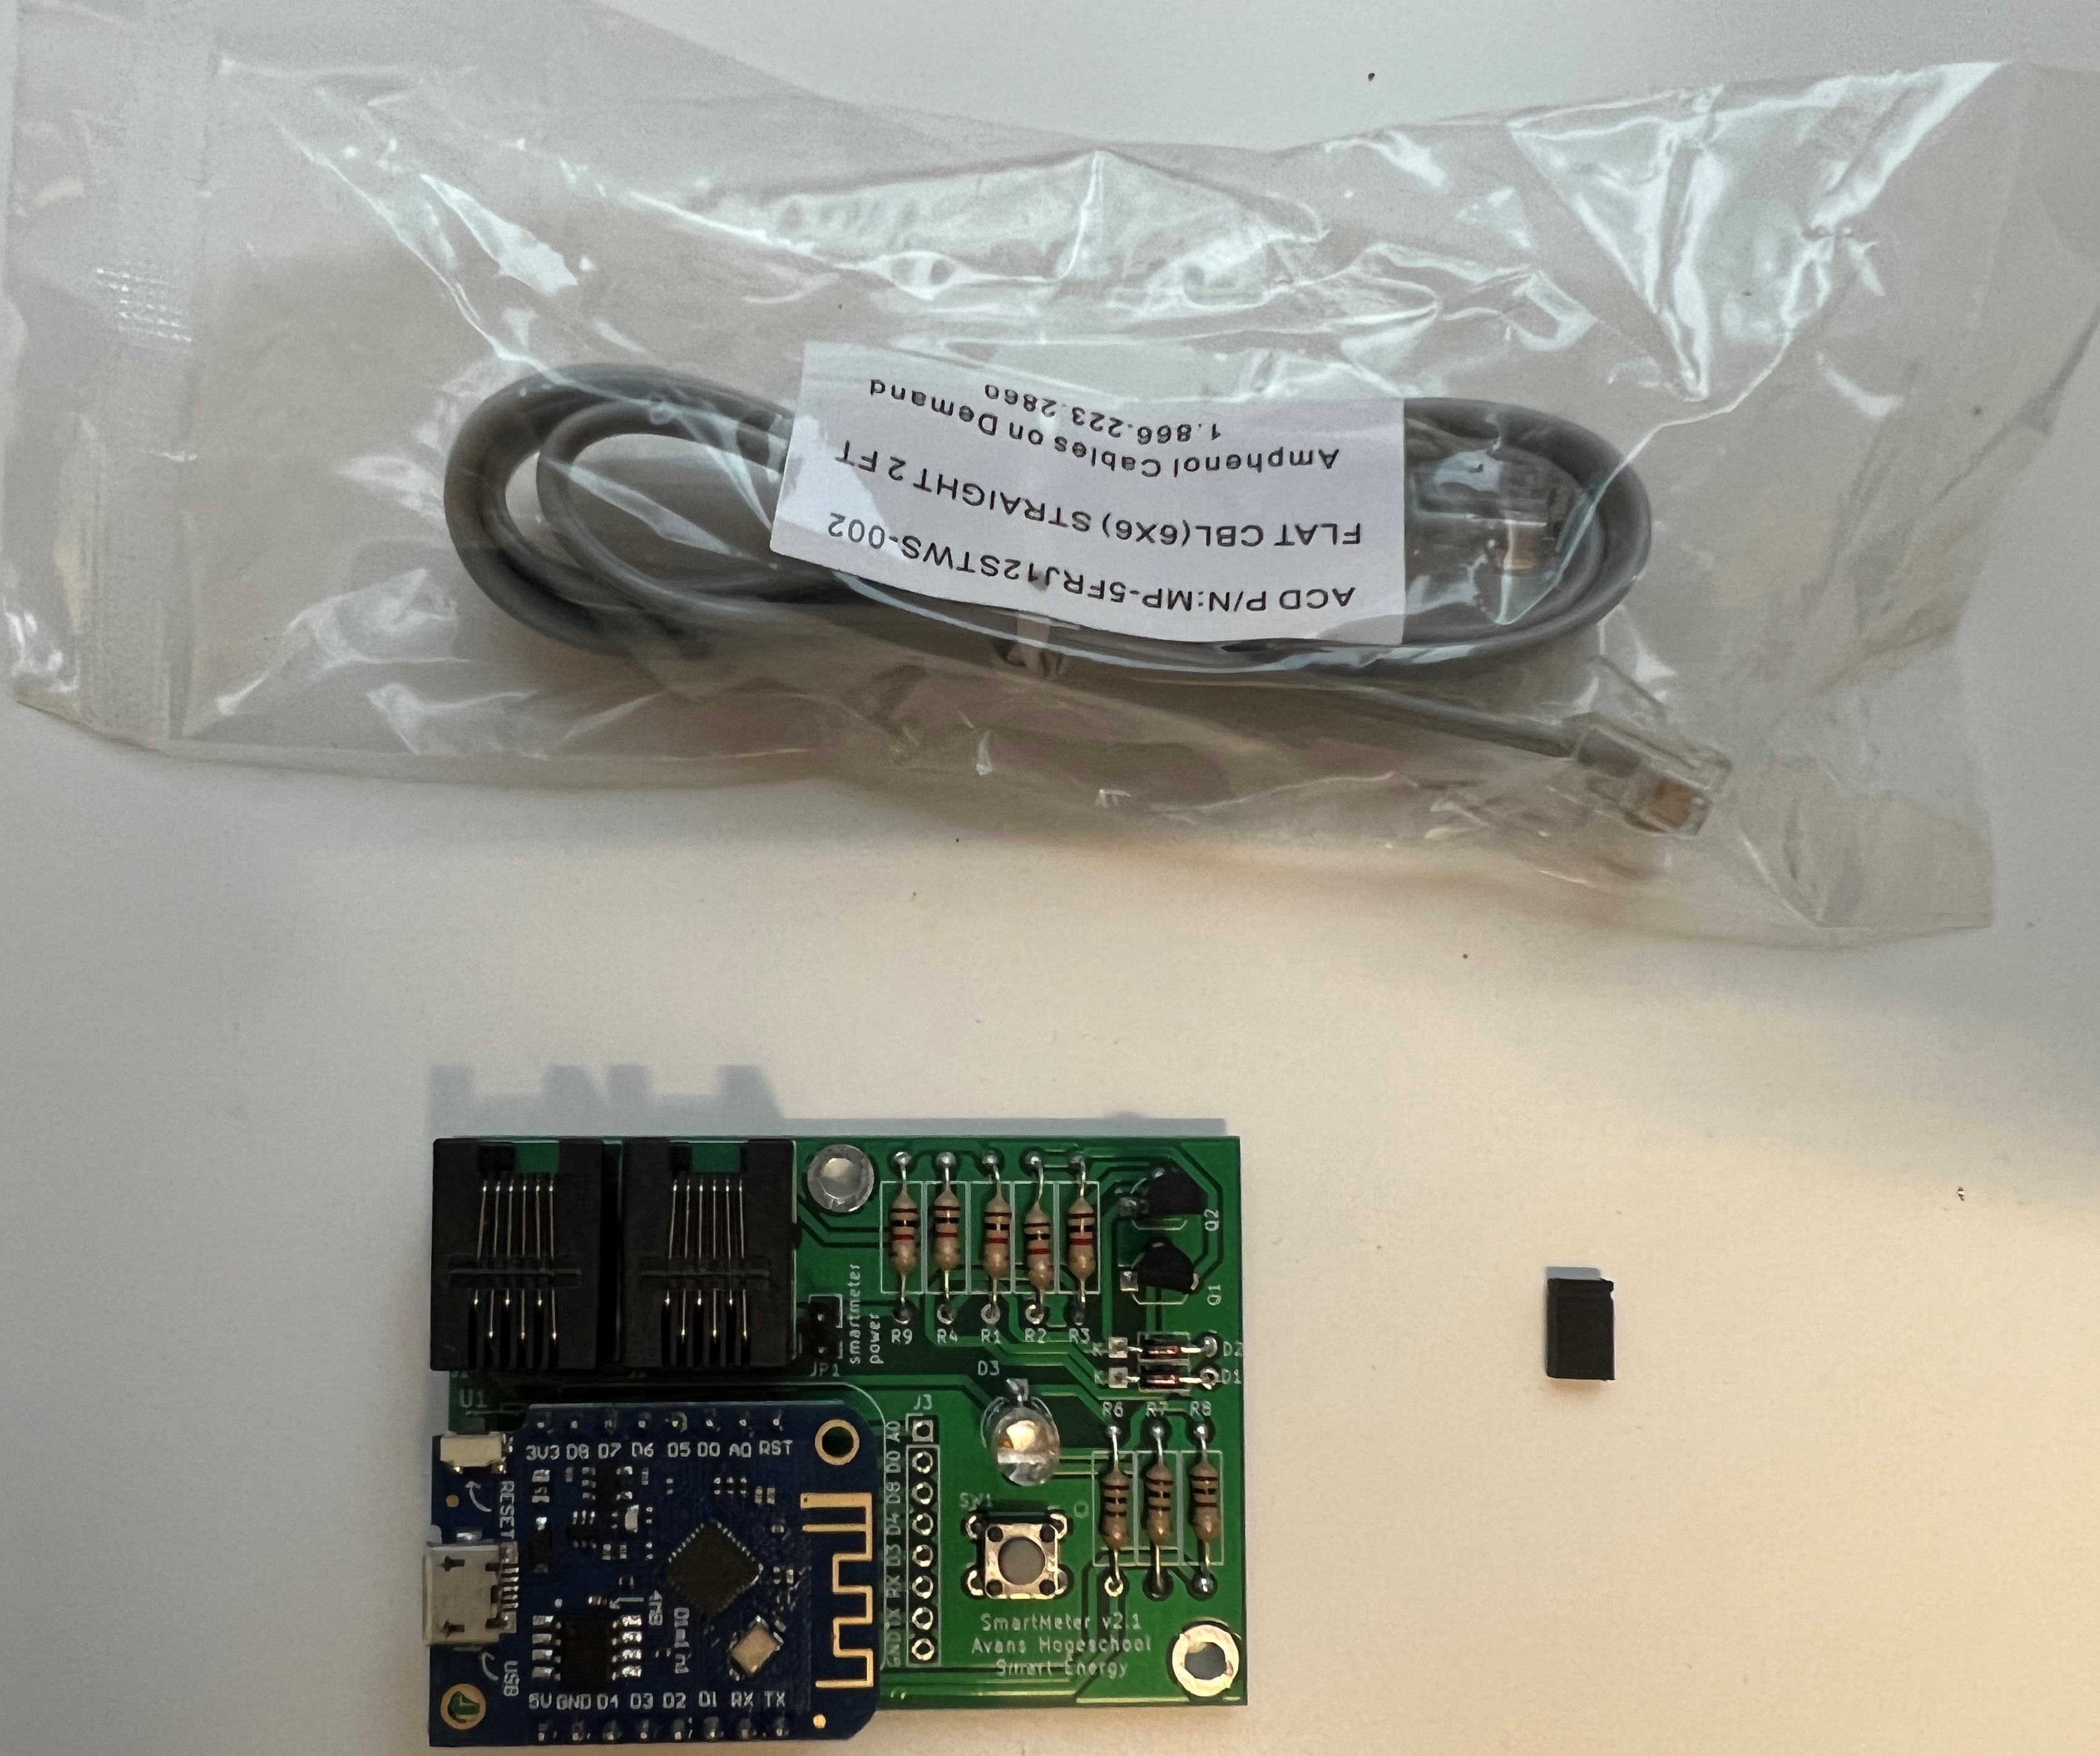 ACD P/N:MP-5FRJ12STWS-002
FLAT CBL(6X6) STRAIGHT 2 FT
Amphenol Cables on Demand
1.866.223.2860
smartmeter
power
JP1
R9 R4 R1 R2 R3
Q2
Q1
D2
D1
K
K
D3
R6 R7 R8
U1
J3
A0
D0
D8
D4
D3
RX
TX
GND
SW1
SmartMeter v2.1
Avans Hogeschool
Smart Energy
3V3 D8 D7 D6 D5 D0 A0 RST
RESET
USB
4MB
D1mini
5V GND D4 D3 D2 D1 RX TX